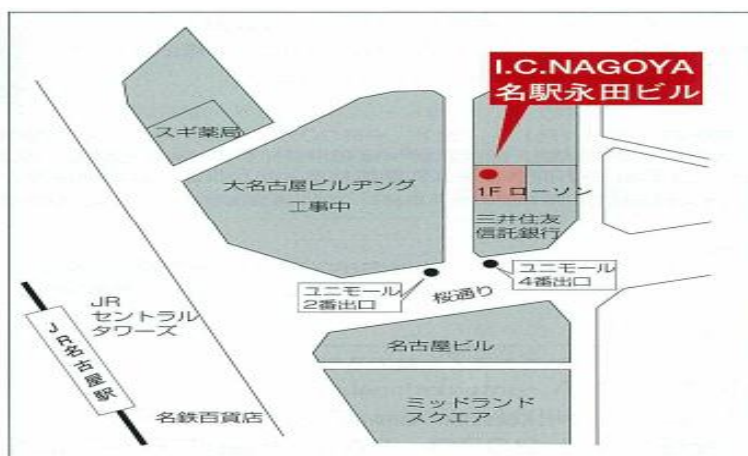 I.C.NAGOYA
名駅永田ビル
スギ薬局
大名古屋ビルヂング
工事中
1F ローソン
三井住友
信託銀行
ユニモール
2番出口
ユニモール
4番出口
桜通り
JR
セントラル
タワーズ
JR名古屋駅
名古屋ビル
名鉄百貨店
ミッドランド
スクエア